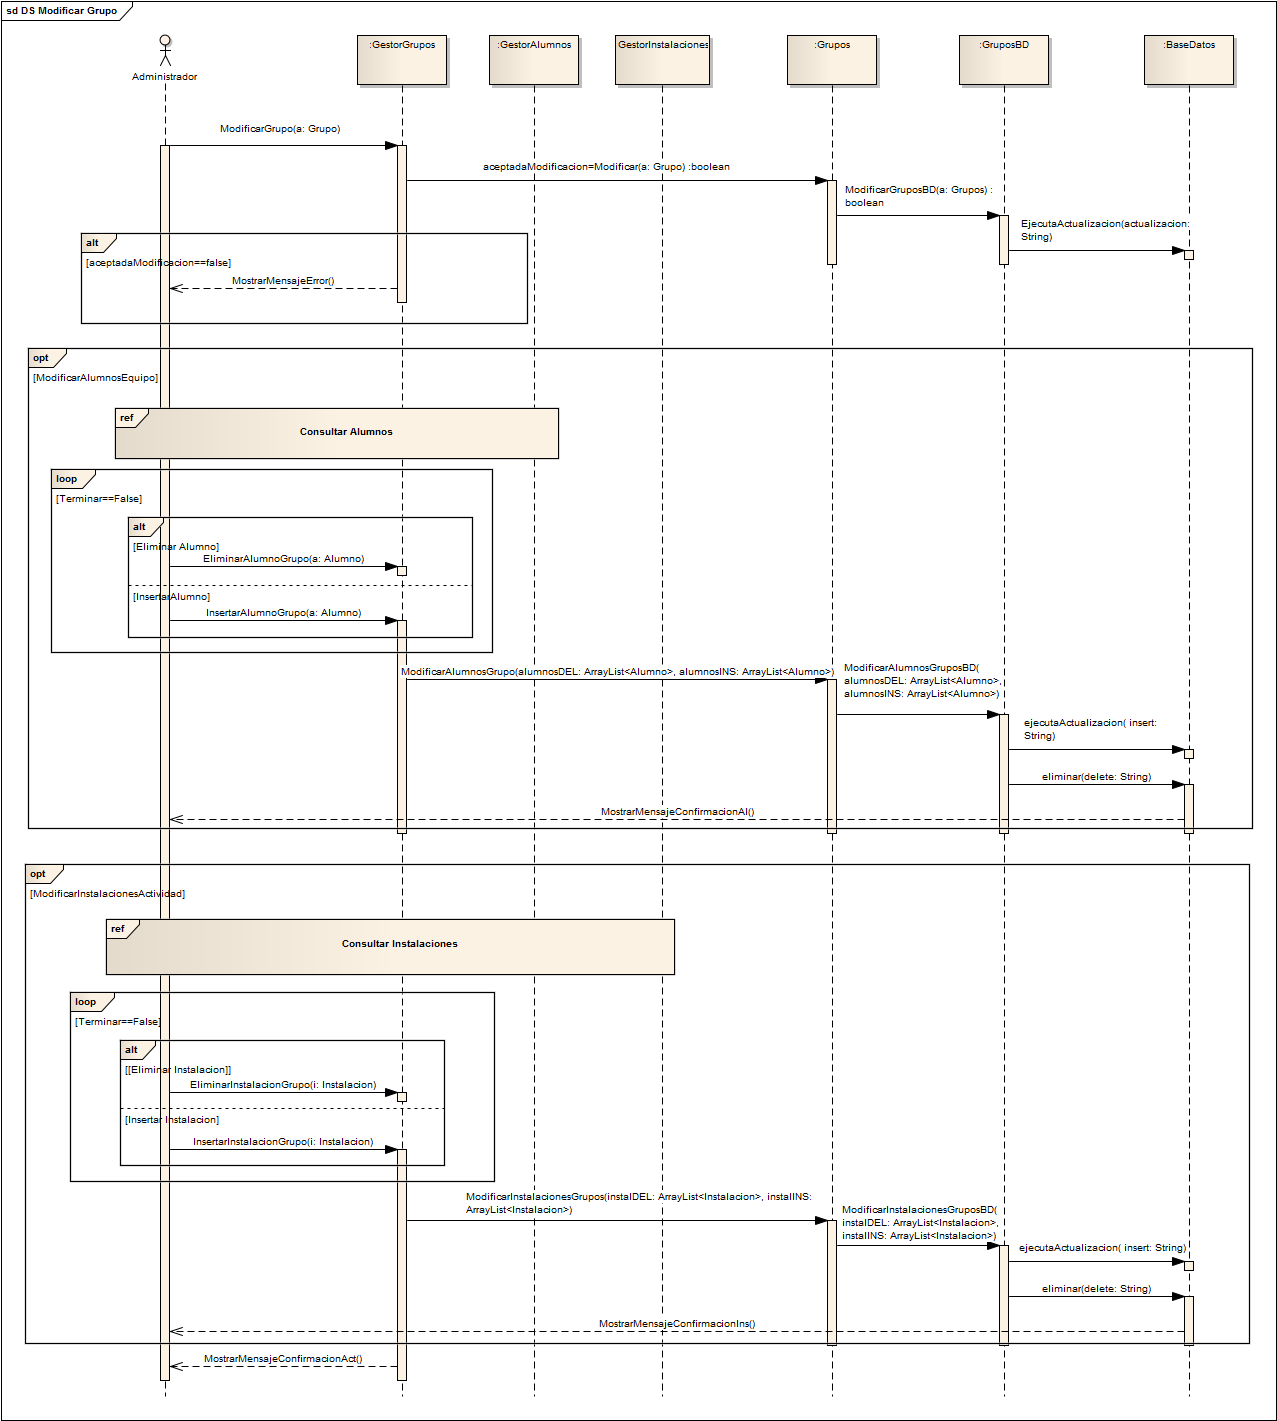 sd DS Modificar Grupo
Administrador
:GestorGrupos
:GestorAlumnos
GestorInstalaciones
:Grupos
:GruposBD
:BaseDatos
ModificarGrupo(a: Grupo)
aceptadaModificacion=Modificar(a: Grupo) :boolean
ModificarGruposBD(a: Grupos) :
boolean
EjecutaActualizacion(actualizacion:
String)
alt
[aceptadaModificacion==false]
MostrarMensajeError()
opt
[ModificarAlumnosEquipo]
ref
Consultar Alumnos
loop
[Terminar==False]
alt
[Eliminar Alumno]
EliminarAlumnoGrupo(a: Alumno)
[InsertarAlumno]
InsertarAlumnoGrupo(a: Alumno)
ModificarAlumnosGrupo(alumnosDEL: ArrayList<Alumno>, alumnosINS: ArrayList<Alumno>)
ModificarAlumnosGruposBD(
alumnosDEL: ArrayList<Alumno>,
alumnosINS: ArrayList<Alumno>)
ejecutaActualizacion( insert:
String)
eliminar(delete: String)
MostrarMensajeConfirmacionAl()
opt
[ModificarInstalacionesActividad]
ref
Consultar Instalaciones
loop
[Terminar==False]
alt
[[Eliminar Instalacion]]
EliminarInstalacionGrupo(i: Instalacion)
[Insertar Instalacion]
InsertarInstalacionGrupo(i: Instalacion)
ModificarInstalacionesGrupos(instalDEL: ArrayList<Instalacion>, instalINS:
ArrayList<Instalacion>)
ModificarInstalacionesGruposBD(
instalDEL: ArrayList<Instalacion>,
instalINS: ArrayList<Instalacion>)
ejecutaActualizacion( insert: String)
eliminar(delete: String)
MostrarMensajeConfirmacionIns()
MostrarMensajeConfirmacionAct()